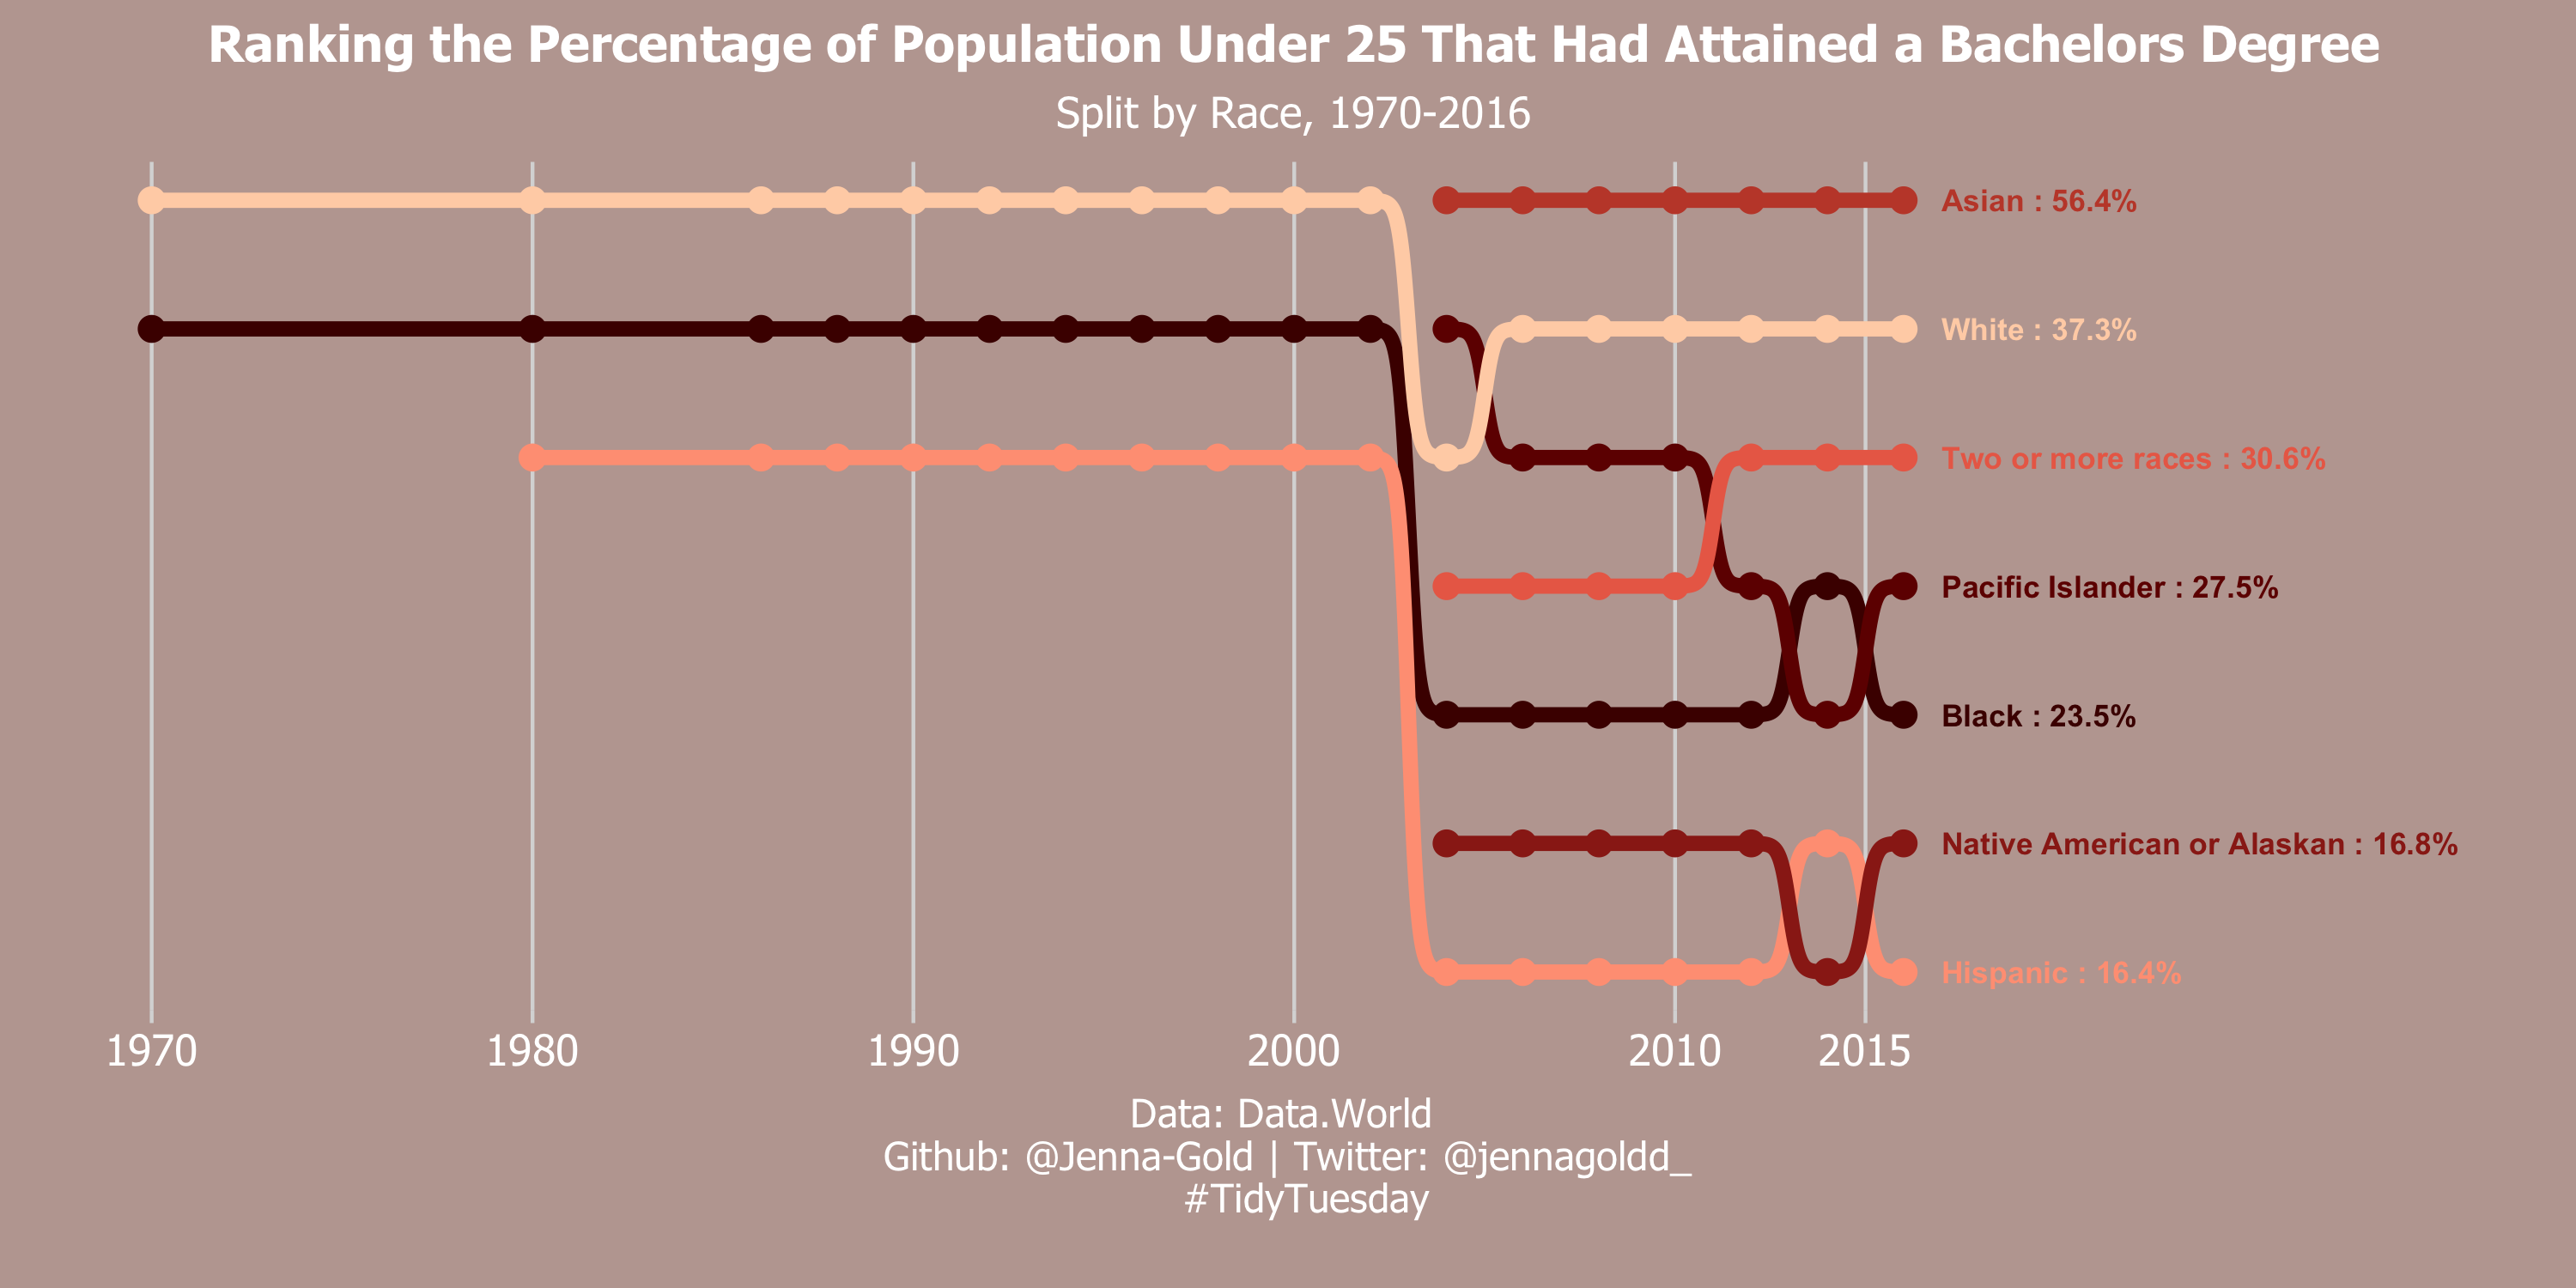 Ranking the Percentage of Population Under 25 That Had Attained a Bachelors Degree
Split by Race, 1970-2016
Asian : 56.4%
White : 37.3%
Two or more races : 30.6%
Pacific Islander : 27.5%
Black : 23.5%
Native American or Alaskan : 16.8%
Hispanic : 16.4%
1970 1980 1990 2000 2010 2015
Data: Data.World
Github: @Jenna-Gold | Twitter: @jennagoldd_
#TidyTuesday